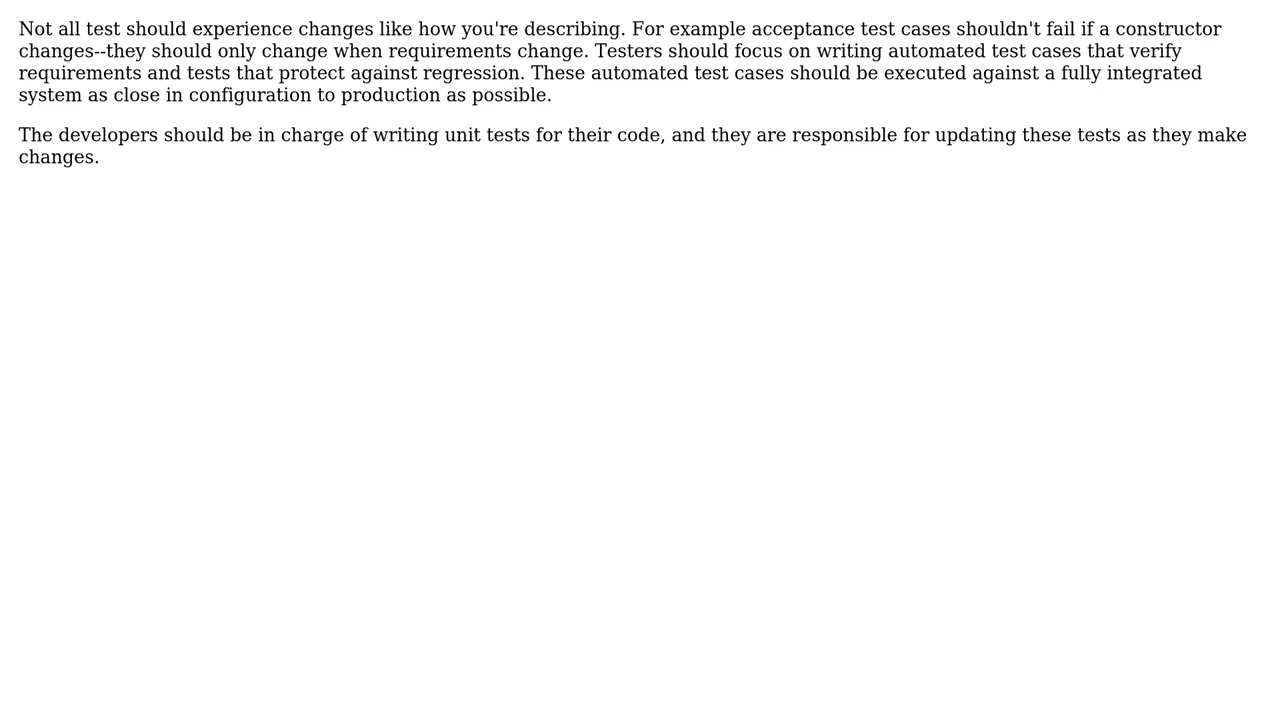 Not all test should experience changes like how you're describing. For example acceptance test cases shouldn't fail if a constructor
changes--they should only change when requirements change. Testers should focus on writing automated test cases that verify
requirements and tests that protect against regression. These automated test cases should be executed against a fully integrated
system as close in configuration to production as possible.
The developers should be in charge of writing unit tests for their code, and they are responsible for updating these tests as they make
changes.